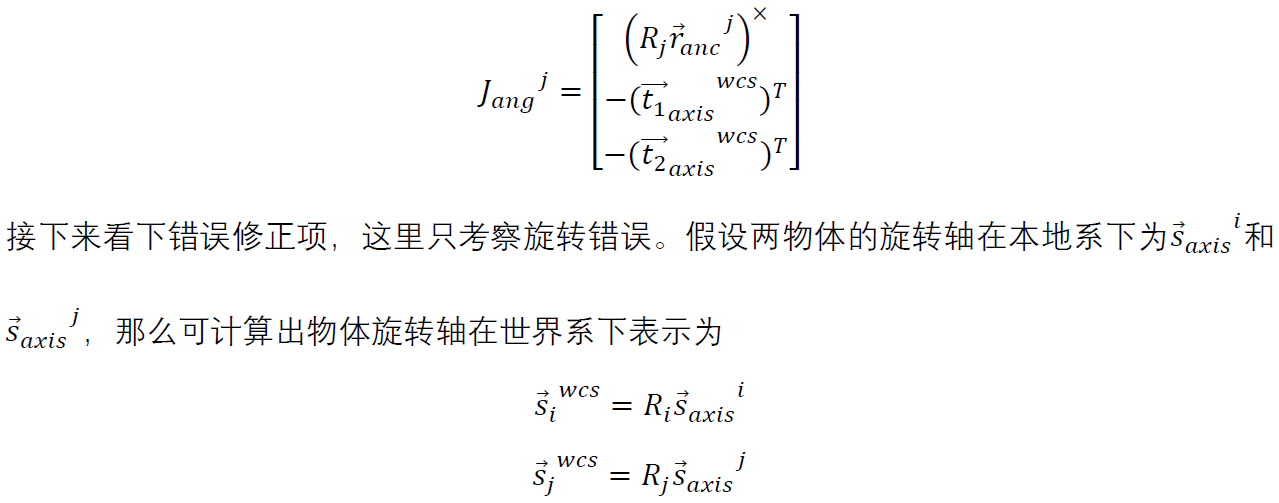 $$J_{ang}{}^{j} = \begin{bmatrix} \left(R_j \vec{r}_{anc}{}^{j}\right)^{\times} \\ -(\overrightarrow{t_1}_{axis}{}^{wcs})^T \\ -(\overrightarrow{t_2}_{axis}{}^{wcs})^T \end{bmatrix}$$
接下来看下错误修正项，这里只考察旋转错误。假设两物体的旋转轴在本地系下为$\vec{s}_{axis}{}^{i}$和
$\vec{s}_{axis}{}^{j}$，那么可计算出物体旋转轴在世界系下表示为
$$\vec{s}_i{}^{wcs} = R_i \vec{s}_{axis}{}^{i}$$
$$\vec{s}_j{}^{wcs} = R_j \vec{s}_{axis}{}^{j}$$